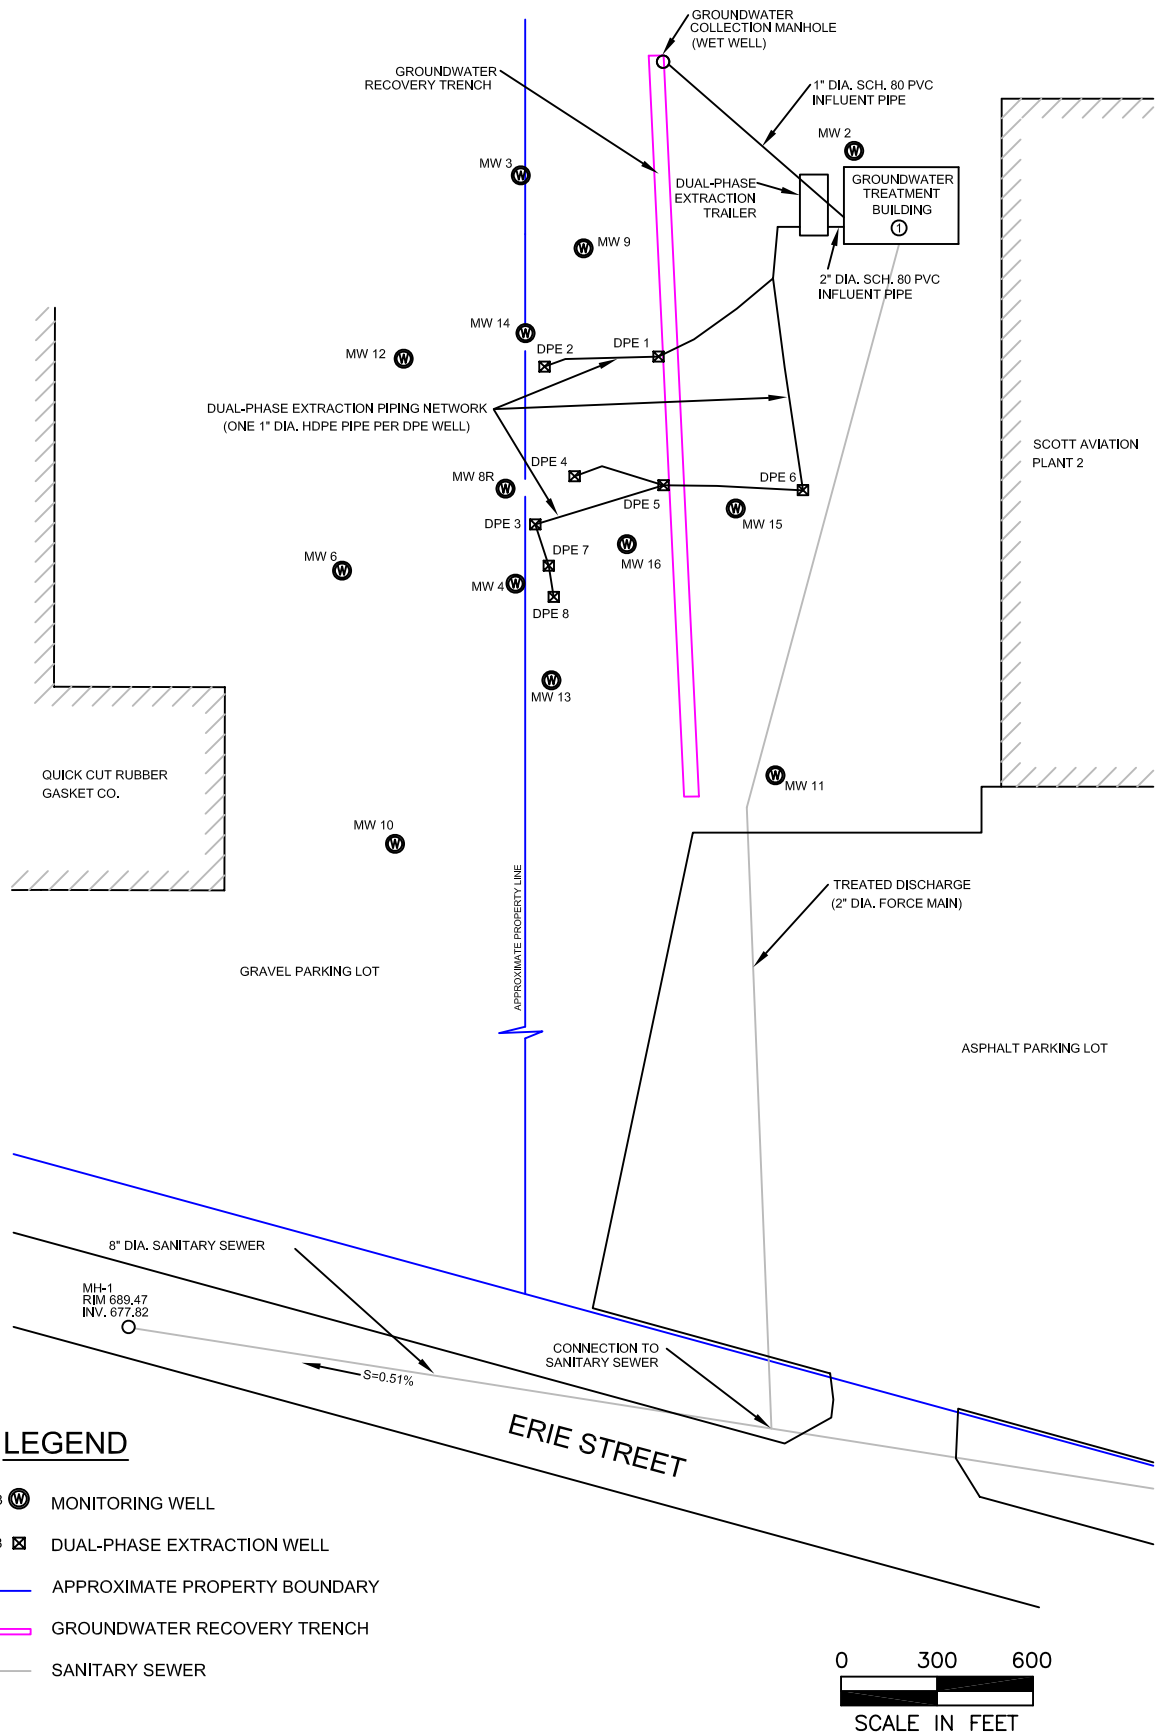 GROUNDWATER
COLLECTION MANHOLE
(WET WELL)
GROUNDWATER
RECOVERY TRENCH
1" DIA. SCH. 80 PVC
INFLUENT PIPE
MW 2
MW 3
DUAL-PHASE
EXTRACTION
TRAILER
GROUNDWATER
TREATMENT
BUILDING
1
MW 9
2" DIA. SCH. 80 PVC
INFLUENT PIPE
MW 14
MW 12
DPE 2
DPE 1
DUAL-PHASE EXTRACTION PIPING NETWORK
(ONE 1" DIA. HDPE PIPE PER DPE WELL)
SCOTT AVIATION
PLANT 2
DPE 4
MW 8R
DPE 6
DPE 5
DPE 3
MW 15
MW 6
DPE 7
MW 16
MW 4
DPE 8
MW 13
QUICK CUT RUBBER
GASKET CO.
MW 11
MW 10
APPROXIMATE PROPERTY LINE
TREATED DISCHARGE
(2" DIA. FORCE MAIN)
GRAVEL PARKING LOT
ASPHALT PARKING LOT
8" DIA. SANITARY SEWER
MH-1
RIM 689.47
INV. 677.82
CONNECTION TO
SANITARY SEWER
S=0.51%
ERIE STREET
LEGEND
MONITORING WELL
DUAL-PHASE EXTRACTION WELL
APPROXIMATE PROPERTY BOUNDARY
GROUNDWATER RECOVERY TRENCH
SANITARY SEWER
0 300 600
SCALE IN FEET